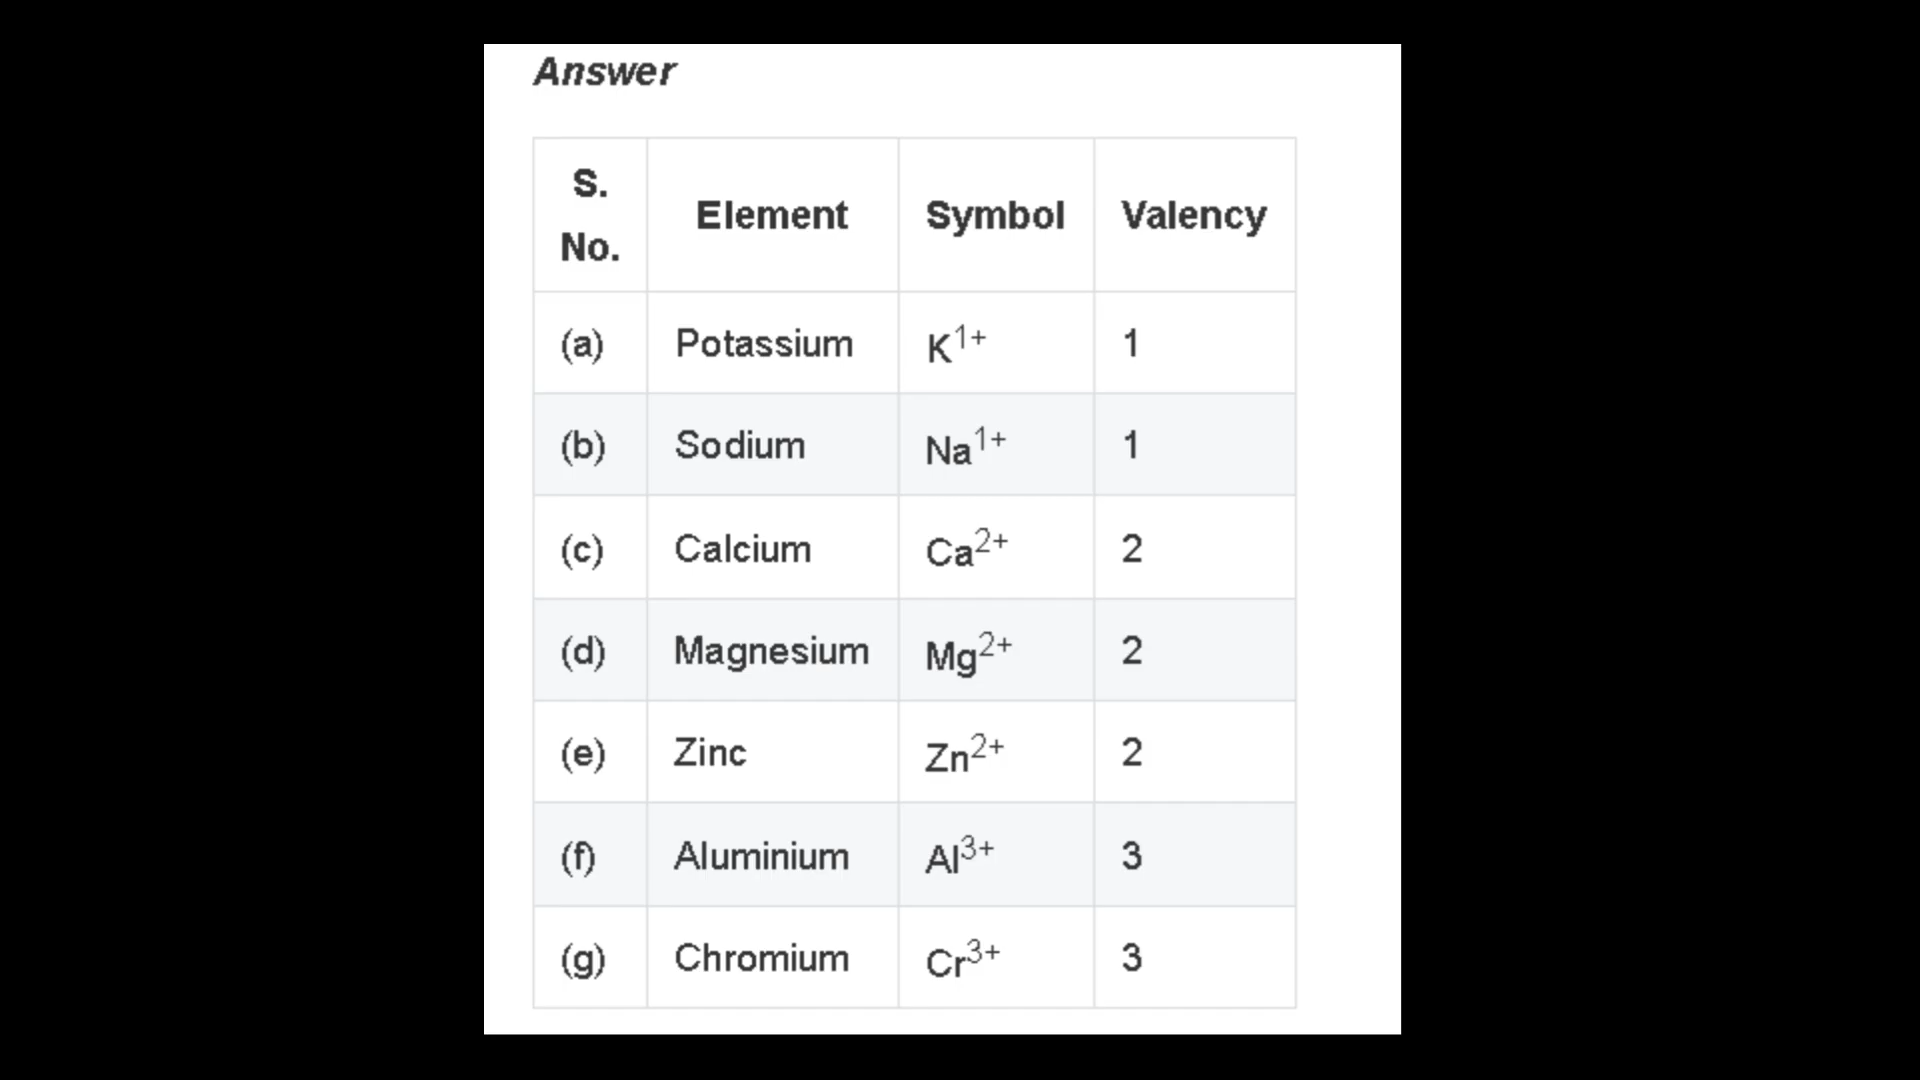 Answer
S. No. Element Symbol Valency
(a) Potassium K¹⁺ 1
(b) Sodium Na¹⁺ 1
(c) Calcium Ca²⁺ 2
(d) Magnesium Mg²⁺ 2
(e) Zinc Zn²⁺ 2
(f) Aluminium Al³⁺ 3
(g) Chromium Cr³⁺ 3